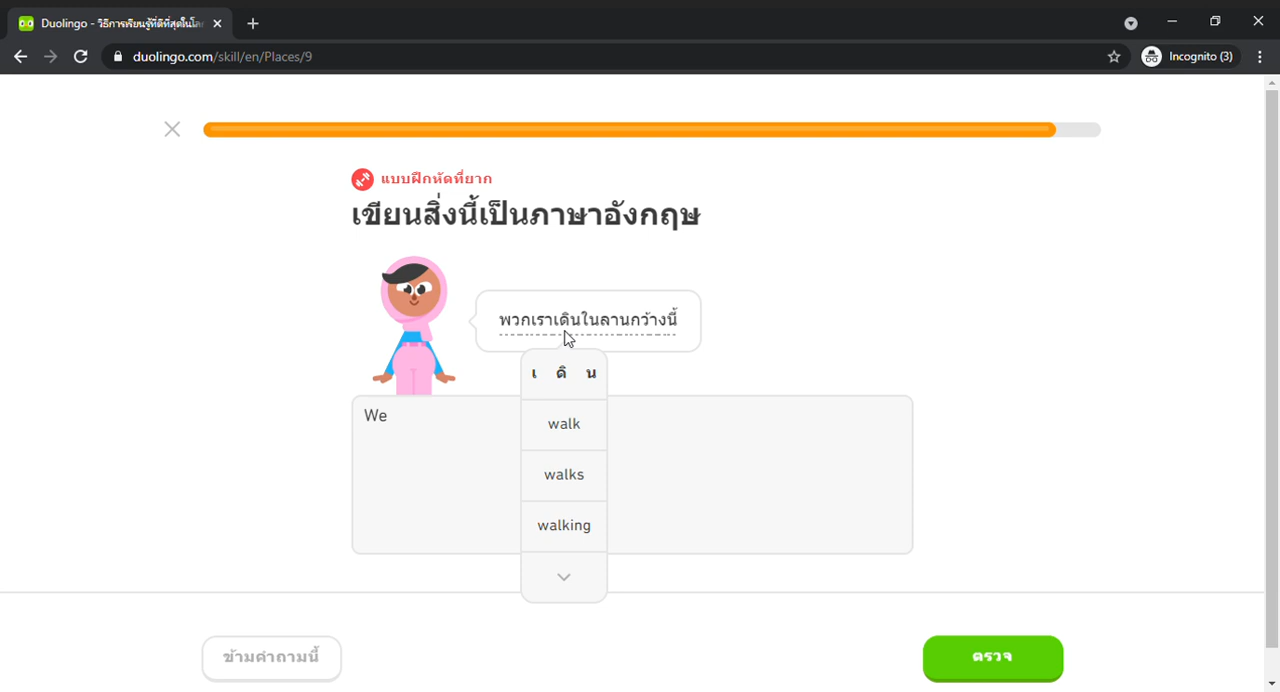 Duolingo - วิธีการเรียนรู้ที่ดีที่สุดในโล
duolingo.com/skill/en/Places/9
Incognito (3)
แบบฝึกหัดที่ยาก
เขียนสิ่งนี้เป็นภาษาอังกฤษ
พวกเราเดินในลานกว้างนี้
เ ดิ น
We
walk
walks
walking
ข้ามคำถามนี้
ตรวจ